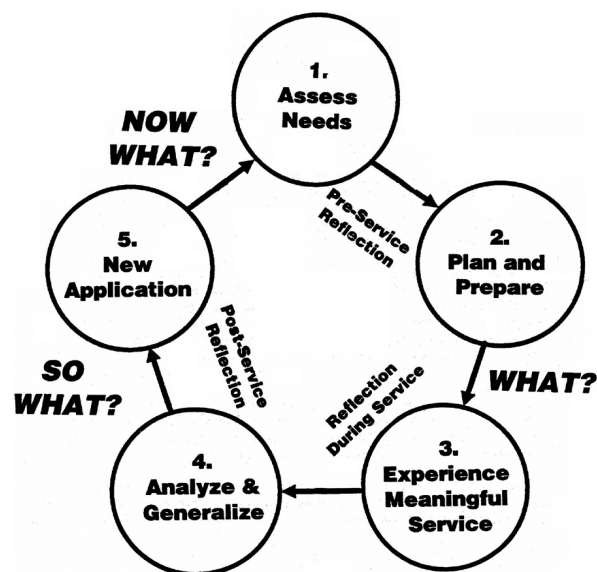 1.
Assess
Needs
NOW
WHAT?
Pre-Service
Reflection
2.
Plan and
Prepare
5.
New
Application
Post-Service
Reflection
SO
WHAT?
WHAT?
Reflection
During Service
3.
Experience
Meaningful
Service
4.
Analyze &
Generalize